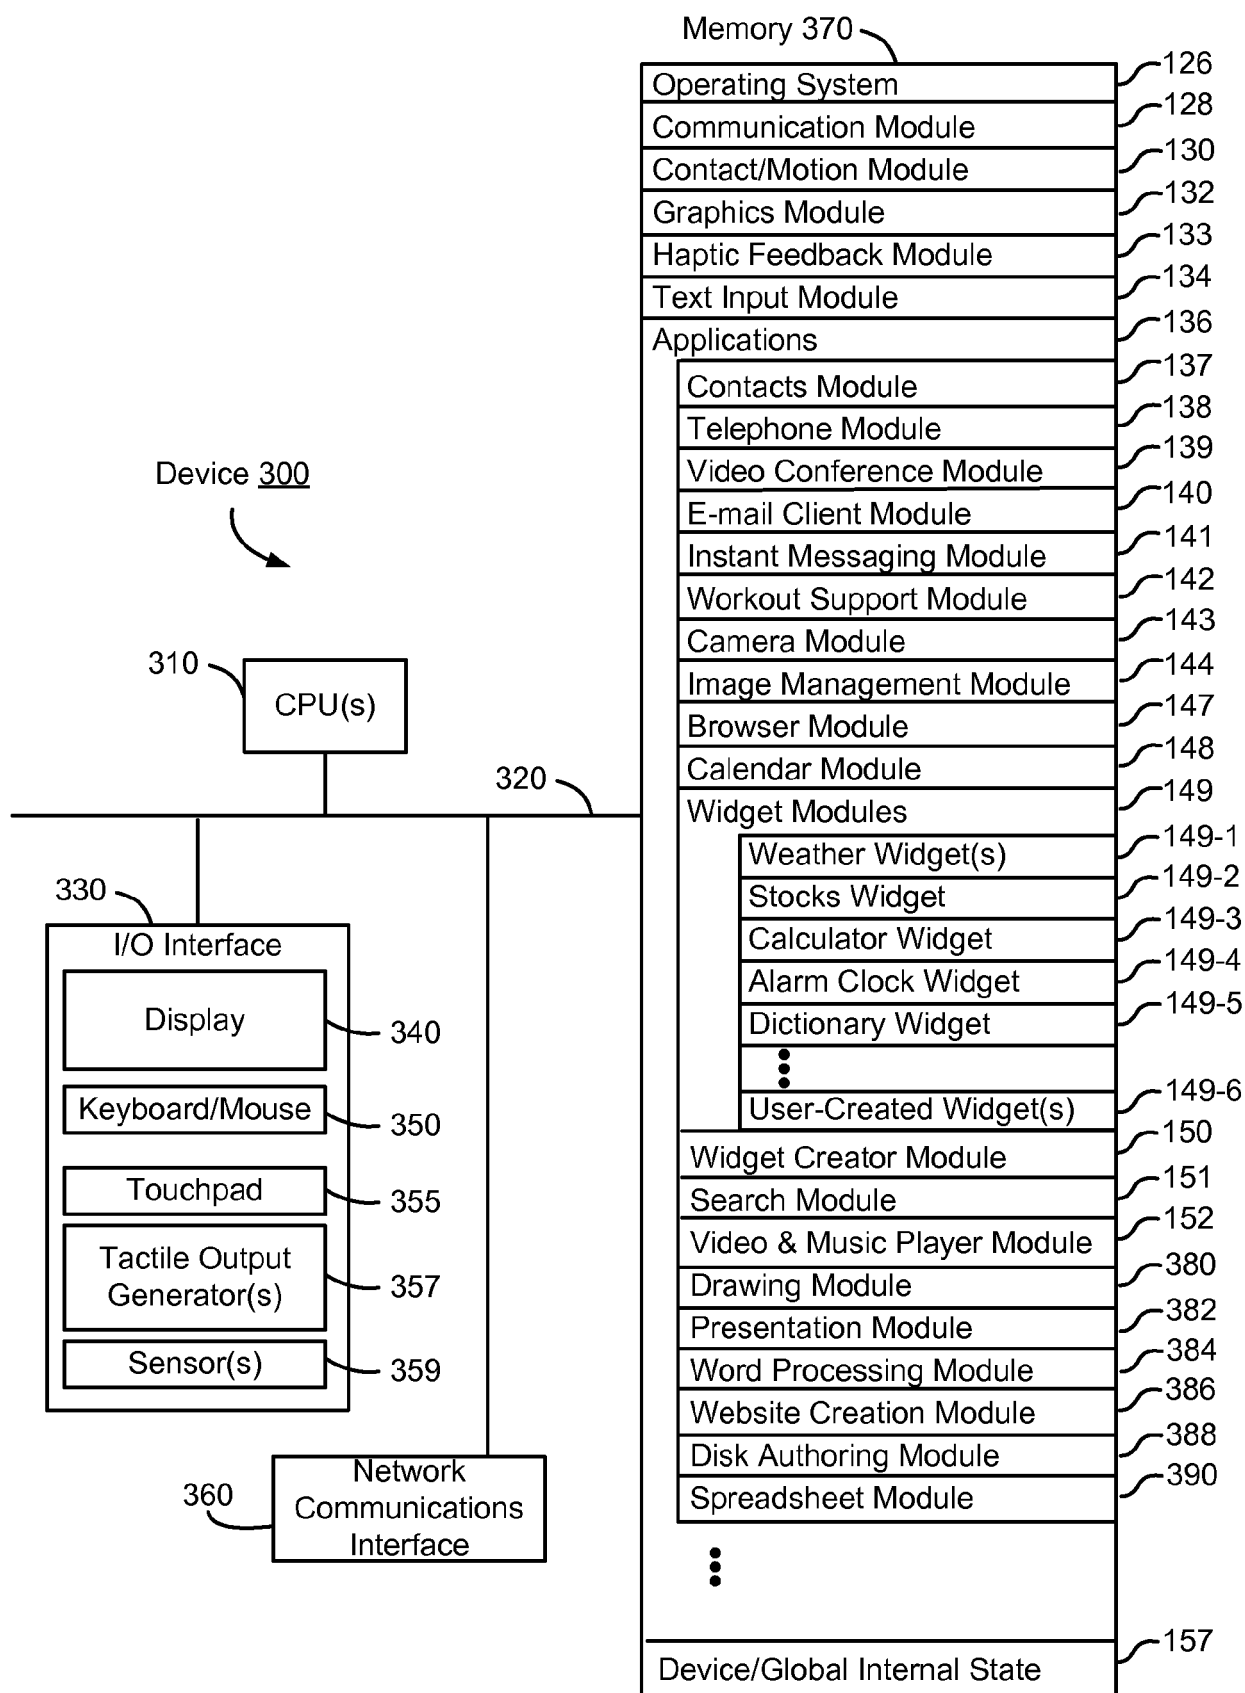 Memory 370
Operating System 126
Communication Module 128
Contact/Motion Module 130
Graphics Module 132
Haptic Feedback Module 133
Text Input Module 134
Applications 136
Contacts Module 137
Telephone Module 138
Video Conference Module 139
E-mail Client Module 140
Instant Messaging Module 141
Workout Support Module 142
Camera Module 143
Image Management Module 144
Browser Module 147
Calendar Module 148
Widget Modules 149
Weather Widget(s) 149-1
Stocks Widget 149-2
Calculator Widget 149-3
Alarm Clock Widget 149-4
Dictionary Widget 149-5
User-Created Widget(s) 149-6
Widget Creator Module 150
Search Module 151
Video & Music Player Module 152
Drawing Module 380
Presentation Module 382
Word Processing Module 384
Website Creation Module 386
Disk Authoring Module 388
Spreadsheet Module 390
Device/Global Internal State 157
Device 300
310
CPU(s)
320
330
I/O Interface
Display 340
Keyboard/Mouse 350
Touchpad 355
Tactile Output
Generator(s) 357
Sensor(s) 359
360
Network
Communications
Interface